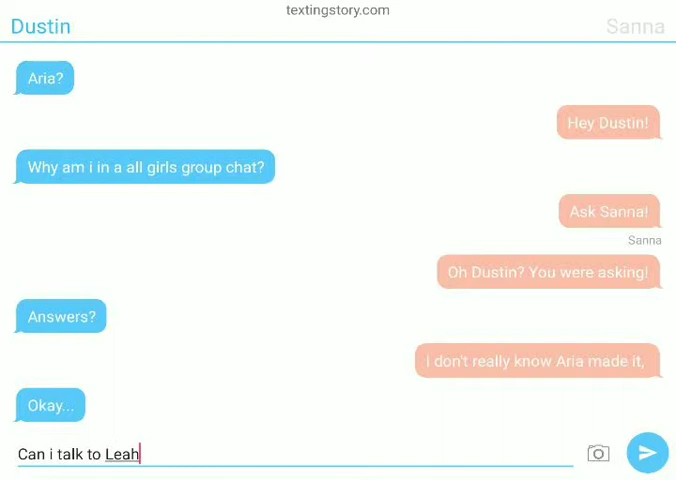 textingstory.com
Dustin
Sanna
Aria?
Hey Dustin!
Why am i in a all girls group chat?
Ask Sanna!
Sanna
Oh Dustin? You were asking!
Answers?
I don't really know Aria made it,
Okay...
Can i talk to Leah